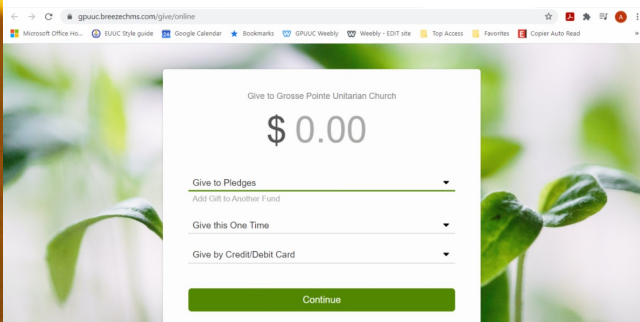 gpuuc.breezechms.com/give/online
A
Microsoft Office Ho... EUUC Style guide 24 Google Calendar Bookmarks GPUUC Weebly Weebly - EDIT site Top Access Favorites E Copier Auto Read »
Give to Grosse Pointe Unitarian Church
$ 0.00
Give to Pledges
Add Gift to Another Fund
Give this One Time
Give by Credit/Debit Card
Continue